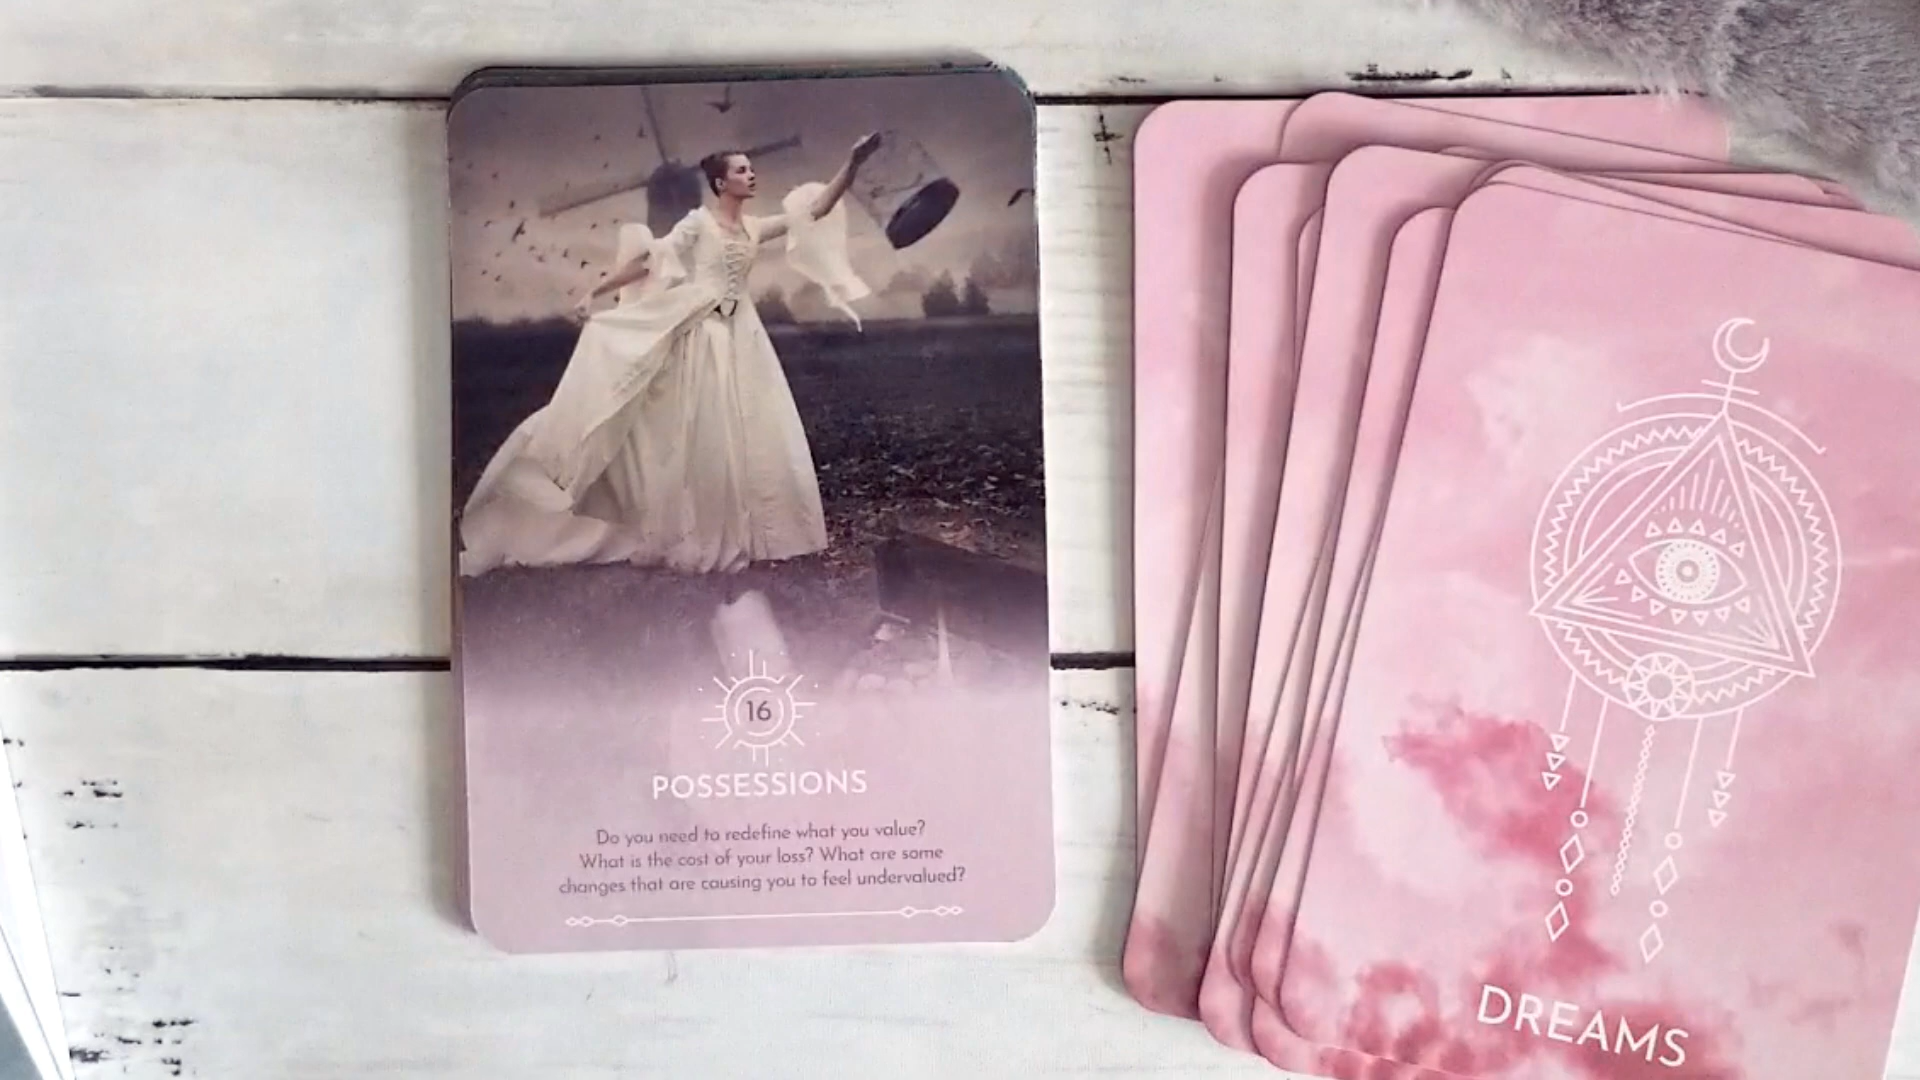 16
POSSESSIONS
Do you need to redefine what you value?
What is the cost of your loss? What are some
changes that are causing you to feel undervalued?
DREAMS